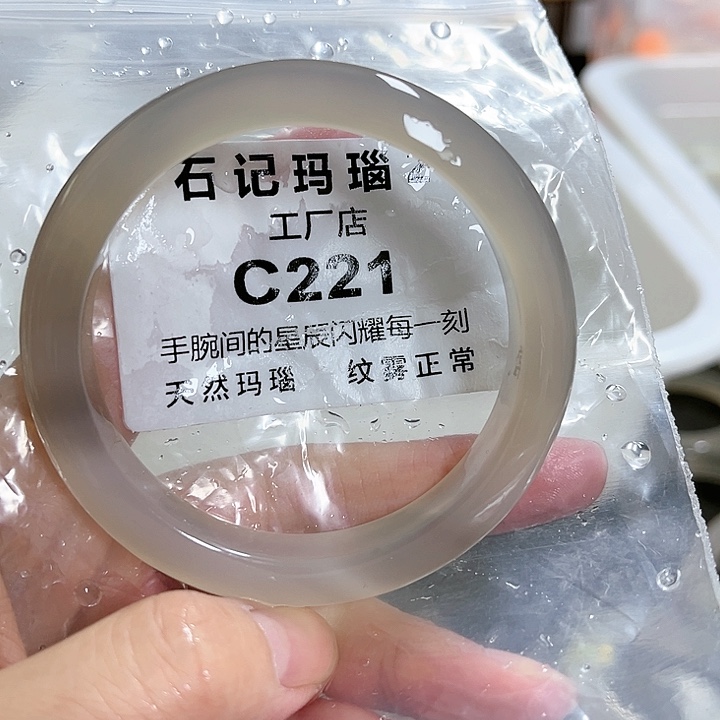 石记玛瑙
工厂店
C221
手腕间的星辰闪耀每一刻
天然玛瑙 纹雾正常